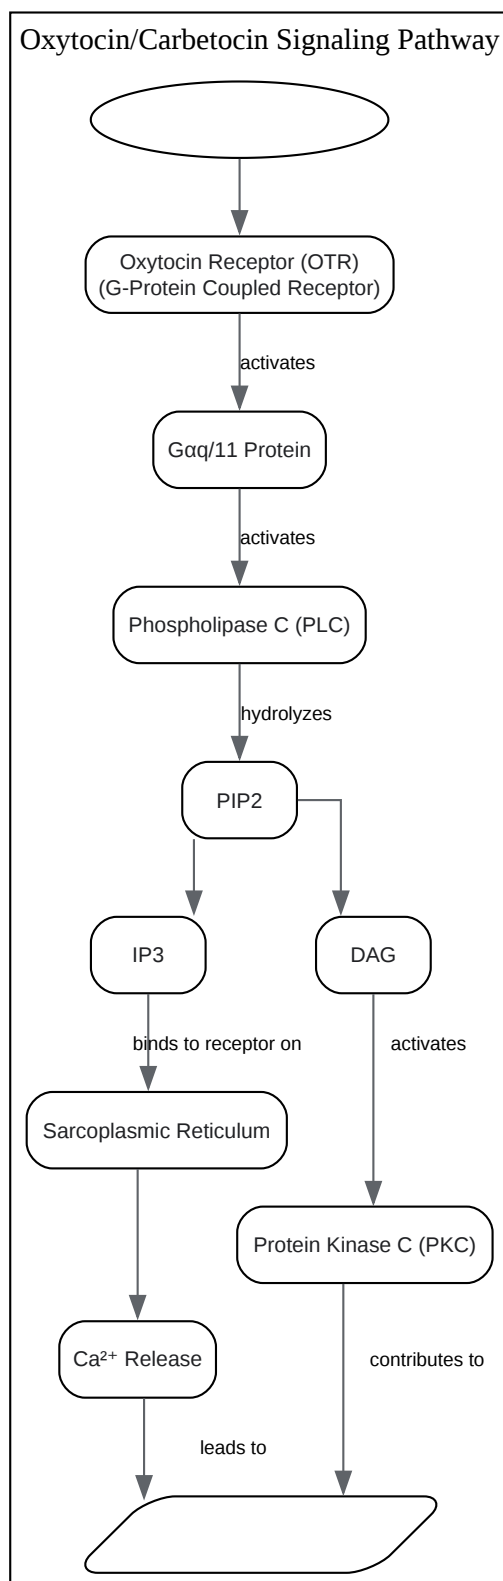 Oxytocin/Carbetocin Signaling Pathway
Oxytocin Receptor (OTR)
(G-Protein Coupled Receptor)
activates
Gαq/11 Protein
activates
Phospholipase C (PLC)
hydrolyzes
PIP2
IP3
DAG
binds to receptor on
activates
Sarcoplasmic Reticulum
Protein Kinase C (PKC)
Ca²⁺ Release
contributes to
leads to